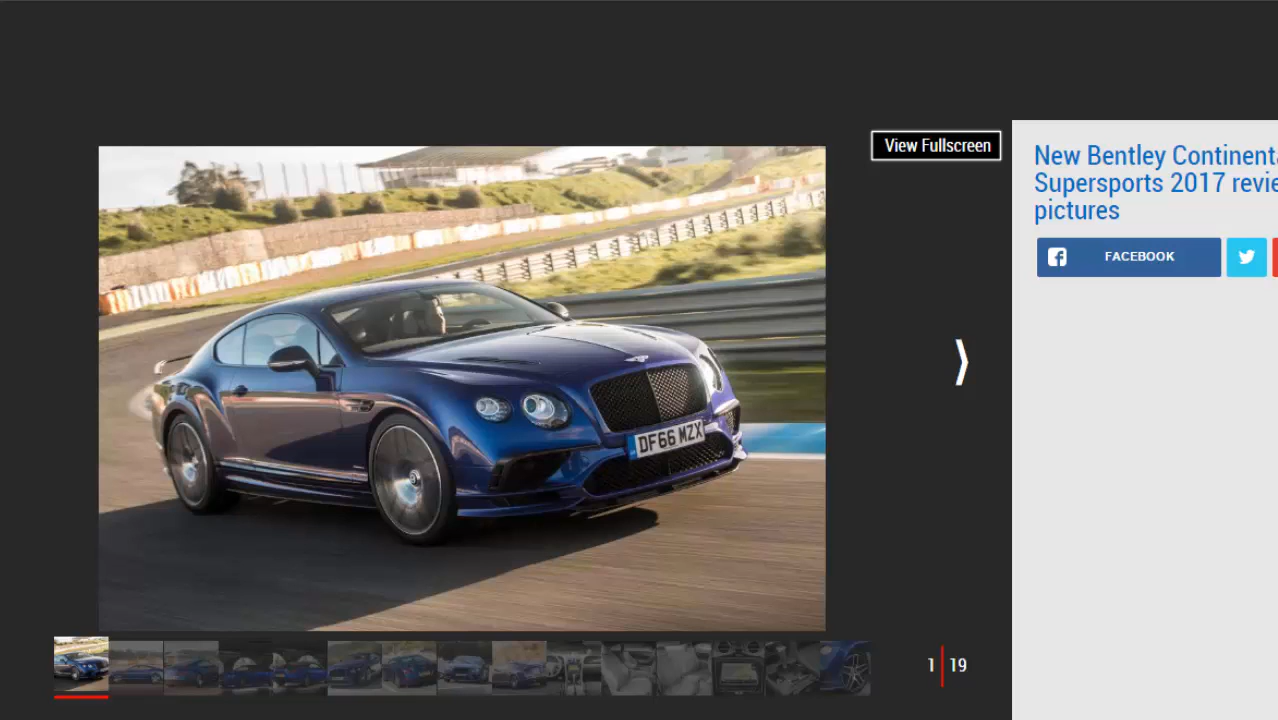 View Fullscreen
New Bentley Continenta
Supersports 2017 revie
pictures
FACEBOOK
DF66 MZX
1 19